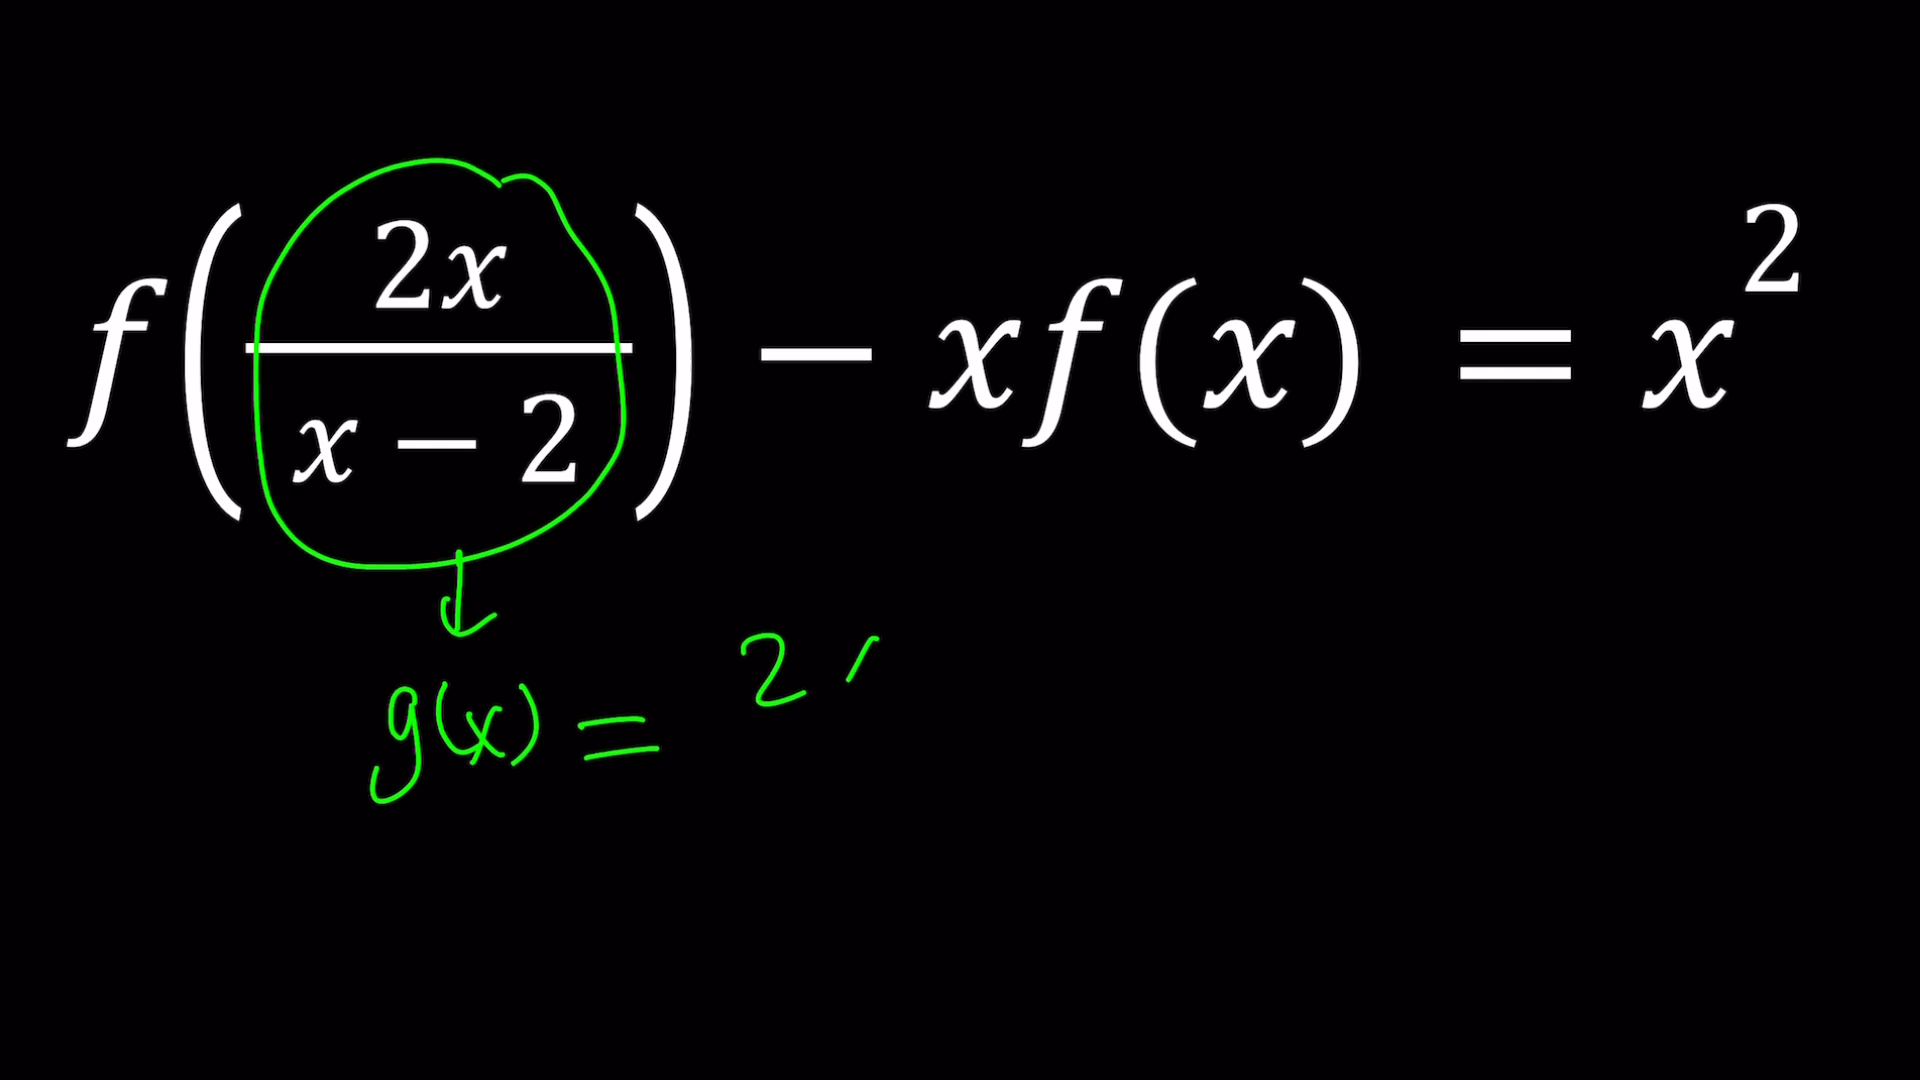 f(2x/(x − 2)) − xf(x) = x²
g(x) = 2